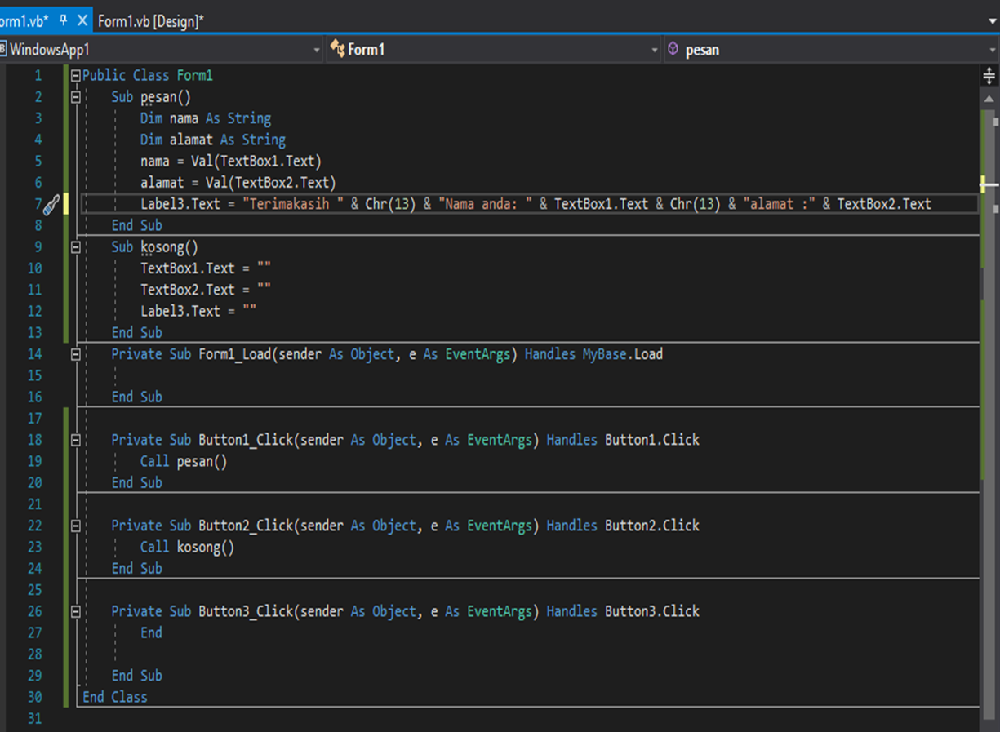 orm1.vb* Form1.vb [Design]*
WindowsApp1 Form1 pesan
1 Public Class Form1
2 Sub pesan()
3 Dim nama As String
4 Dim alamat As String
5 nama = Val(TextBox1.Text)
6 alamat = Val(TextBox2.Text)
7 Label3.Text = "Terimakasih " & Chr(13) & "Nama anda: " & TextBox1.Text & Chr(13) & "alamat :" & TextBox2.Text
8 End Sub
9 Sub kosong()
10 TextBox1.Text = ""
11 TextBox2.Text = ""
12 Label3.Text = ""
13 End Sub
14 Private Sub Form1_Load(sender As Object, e As EventArgs) Handles MyBase.Load
15
16 End Sub
17
18 Private Sub Button1_Click(sender As Object, e As EventArgs) Handles Button1.Click
19 Call pesan()
20 End Sub
21
22 Private Sub Button2_Click(sender As Object, e As EventArgs) Handles Button2.Click
23 Call kosong()
24 End Sub
25
26 Private Sub Button3_Click(sender As Object, e As EventArgs) Handles Button3.Click
27 End
28
29 End Sub
30 End Class
31